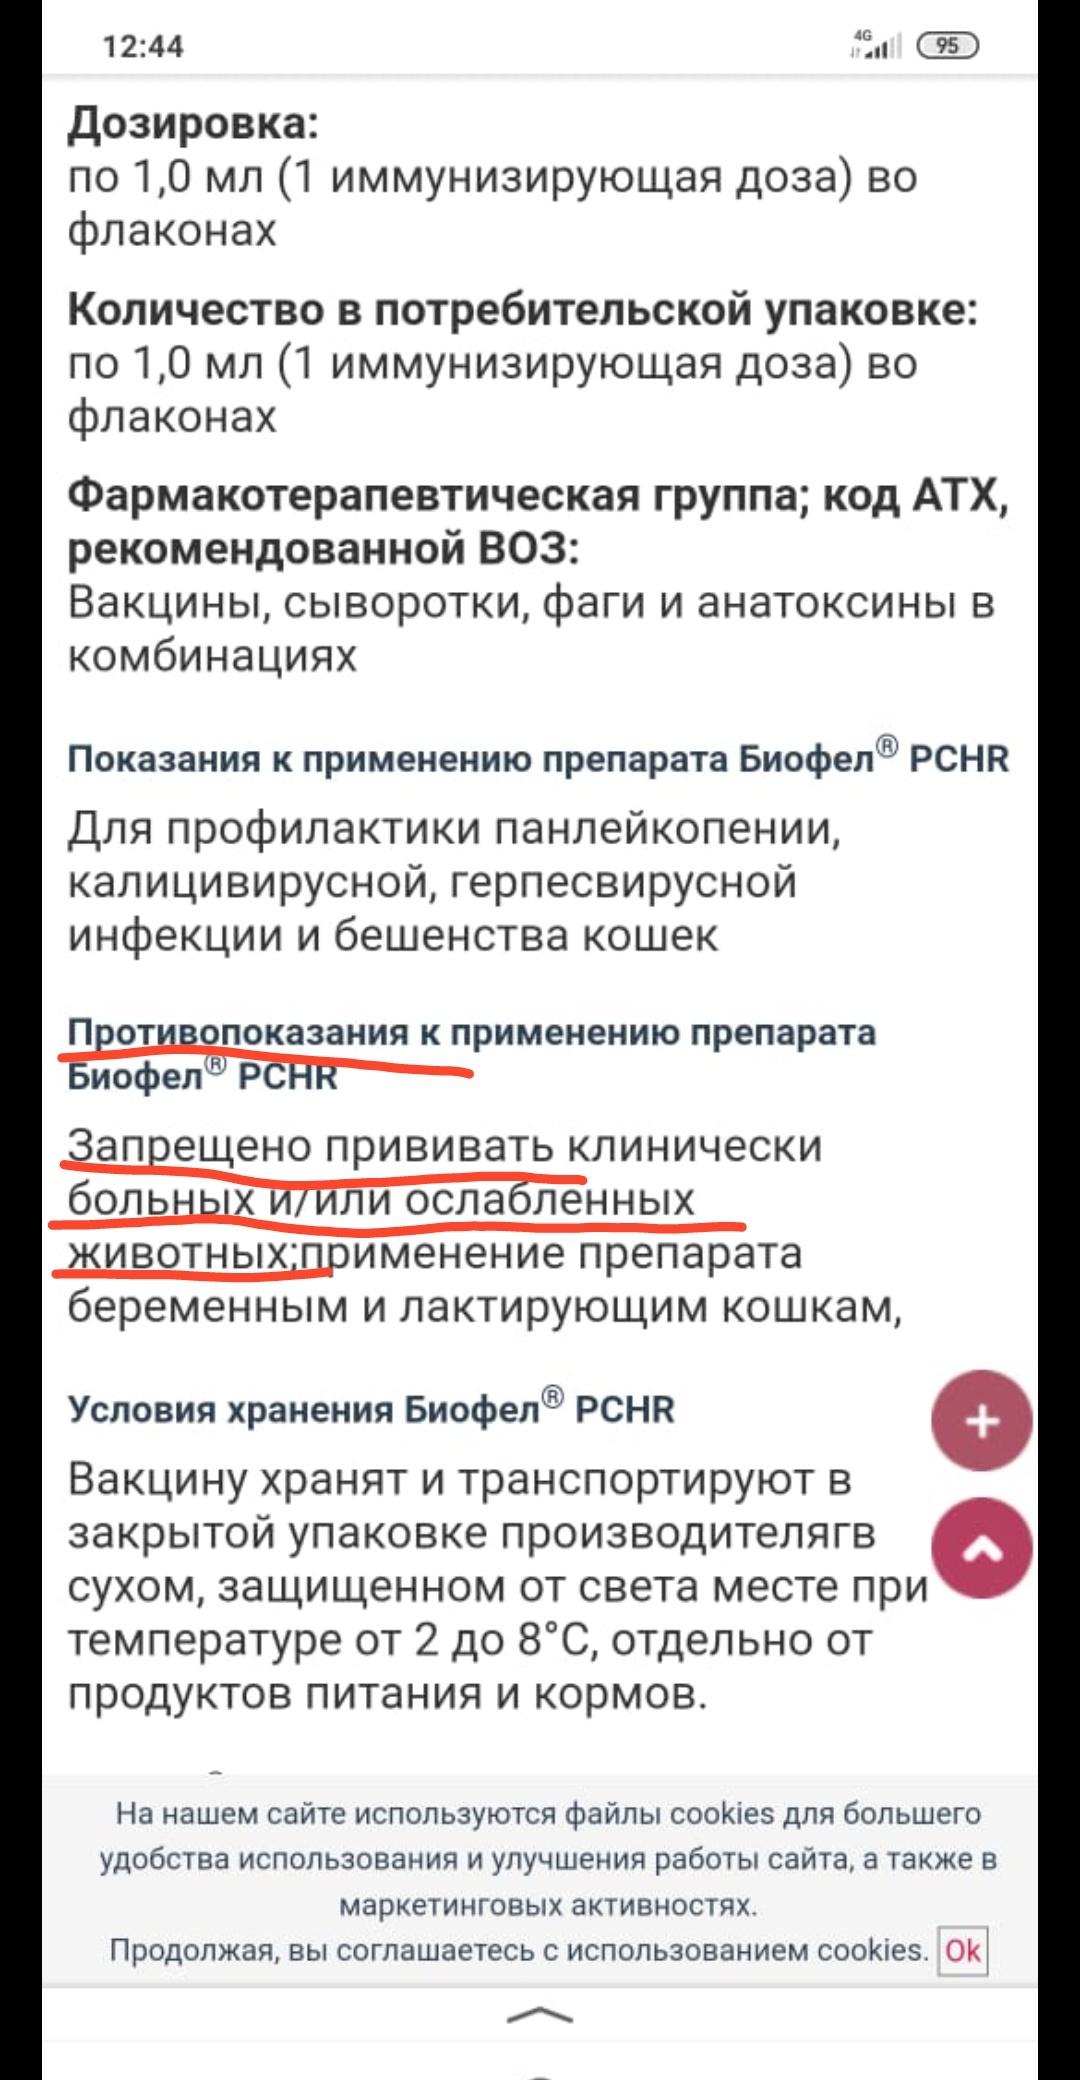 12:44
4G
95
Дозировка:
по 1,0 мл (1 иммунизирующая доза) во
флаконах
Количество в потребительской упаковке:
по 1,0 мл (1 иммунизирующая доза) во
флаконах
Фармакотерапевтическая группа; код АТХ,
рекомендованной ВОЗ:
Вакцины, сыворотки, фаги и анатоксины в
комбинациях
Показания к применению препарата Биофел® PCHR
Для профилактики панлейкопении,
калицивирусной, герпесвирусной
инфекции и бешенства кошек
Противопоказания к применению препарата
Биофел® PCHR
Запрещено прививать клинически
больных и/или ослабленных
животных;применение препарата
беременным и лактирующим кошкам,
Условия хранения Биофел® PCHR
Вакцину хранят и транспортируют в
закрытой упаковке производителягв
сухом, защищенном от света месте при
температуре от 2 до 8°С, отдельно от
продуктов питания и кормов.
На нашем сайте используются файлы cookies для большего
удобства использования и улучшения работы сайта, а также в
маркетинговых активностях.
Продолжая, вы соглашаетесь с использованием cookies. Ok